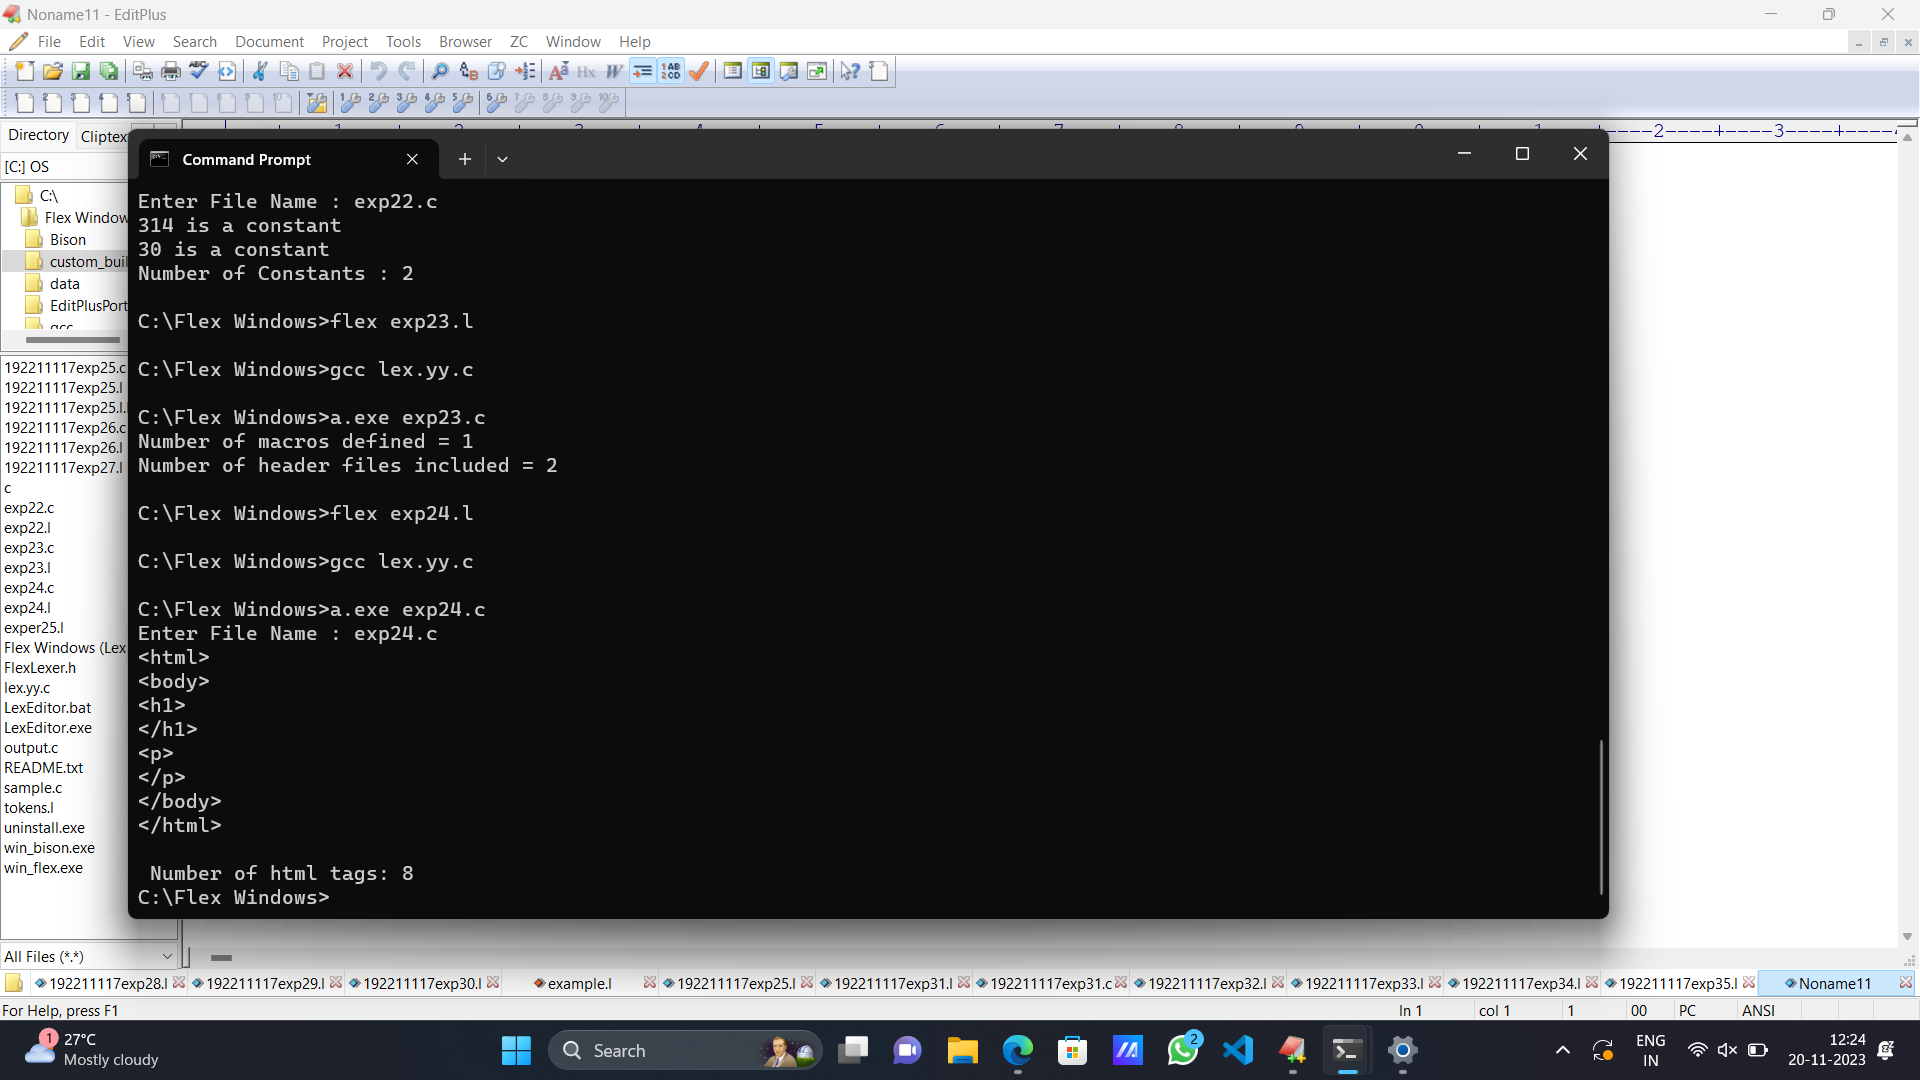 Noname11 - EditPlus
File Edit View Search Document Project Tools Browser ZC Window Help
Directory Cliptex
[C:] OS
C:\
Flex Window
Bison
custom_buil
data
EditPlusPort
192211117exp25.c
192211117exp25.l
192211117exp25.l.
192211117exp26.c
192211117exp26.l
192211117exp27.l
c
exp22.c
exp22.l
exp23.c
exp23.l
exp24.c
exp24.l
exper25.l
Flex Windows (Lex
FlexLexer.h
lex.yy.c
LexEditor.bat
LexEditor.exe
output.c
README.txt
sample.c
tokens.l
uninstall.exe
win_bison.exe
win_flex.exe
All Files (*.*)
Command Prompt
Enter File Name : exp22.c
314 is a constant
30 is a constant
Number of Constants : 2
C:\Flex Windows>flex exp23.l
C:\Flex Windows>gcc lex.yy.c
C:\Flex Windows>a.exe exp23.c
Number of macros defined = 1
Number of header files included = 2
C:\Flex Windows>flex exp24.l
C:\Flex Windows>gcc lex.yy.c
C:\Flex Windows>a.exe exp24.c
Enter File Name : exp24.c
<html>
<body>
<h1>
</h1>
<p>
</p>
</body>
</html>
Number of html tags: 8
C:\Flex Windows>
192211117exp28.l 192211117exp29.l 192211117exp30.l example.l 192211117exp25.l 192211117exp31.l 192211117exp31.c 192211117exp32.l 192211117exp33.l 192211117exp34.l 192211117exp35.l Noname11
For Help, press F1 ln 1 col 1 1 00 PC ANSI
1 27°C
Mostly cloudy
Search
2
ENG
IN
12:24
20-11-2023